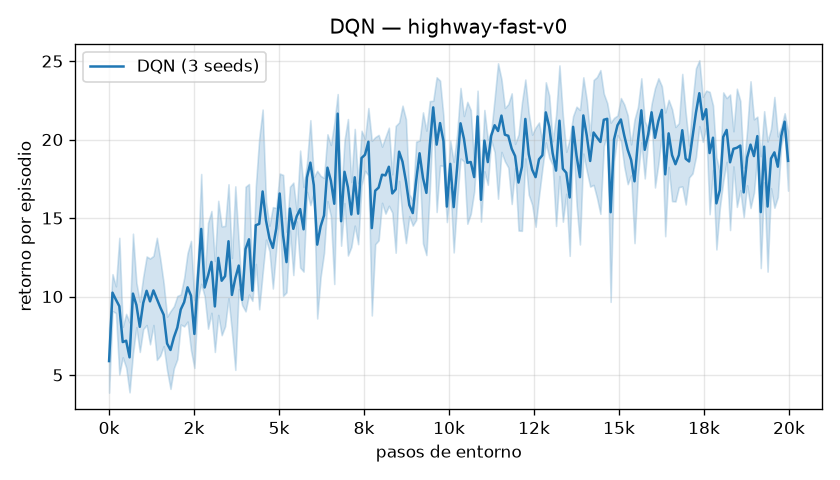 DQN — highway-fast-v0
DQN (3 seeds)
retorno por episodio
25
20
15
10
5
0k 2k 5k 8k 10k 12k 15k 18k 20k
pasos de entorno